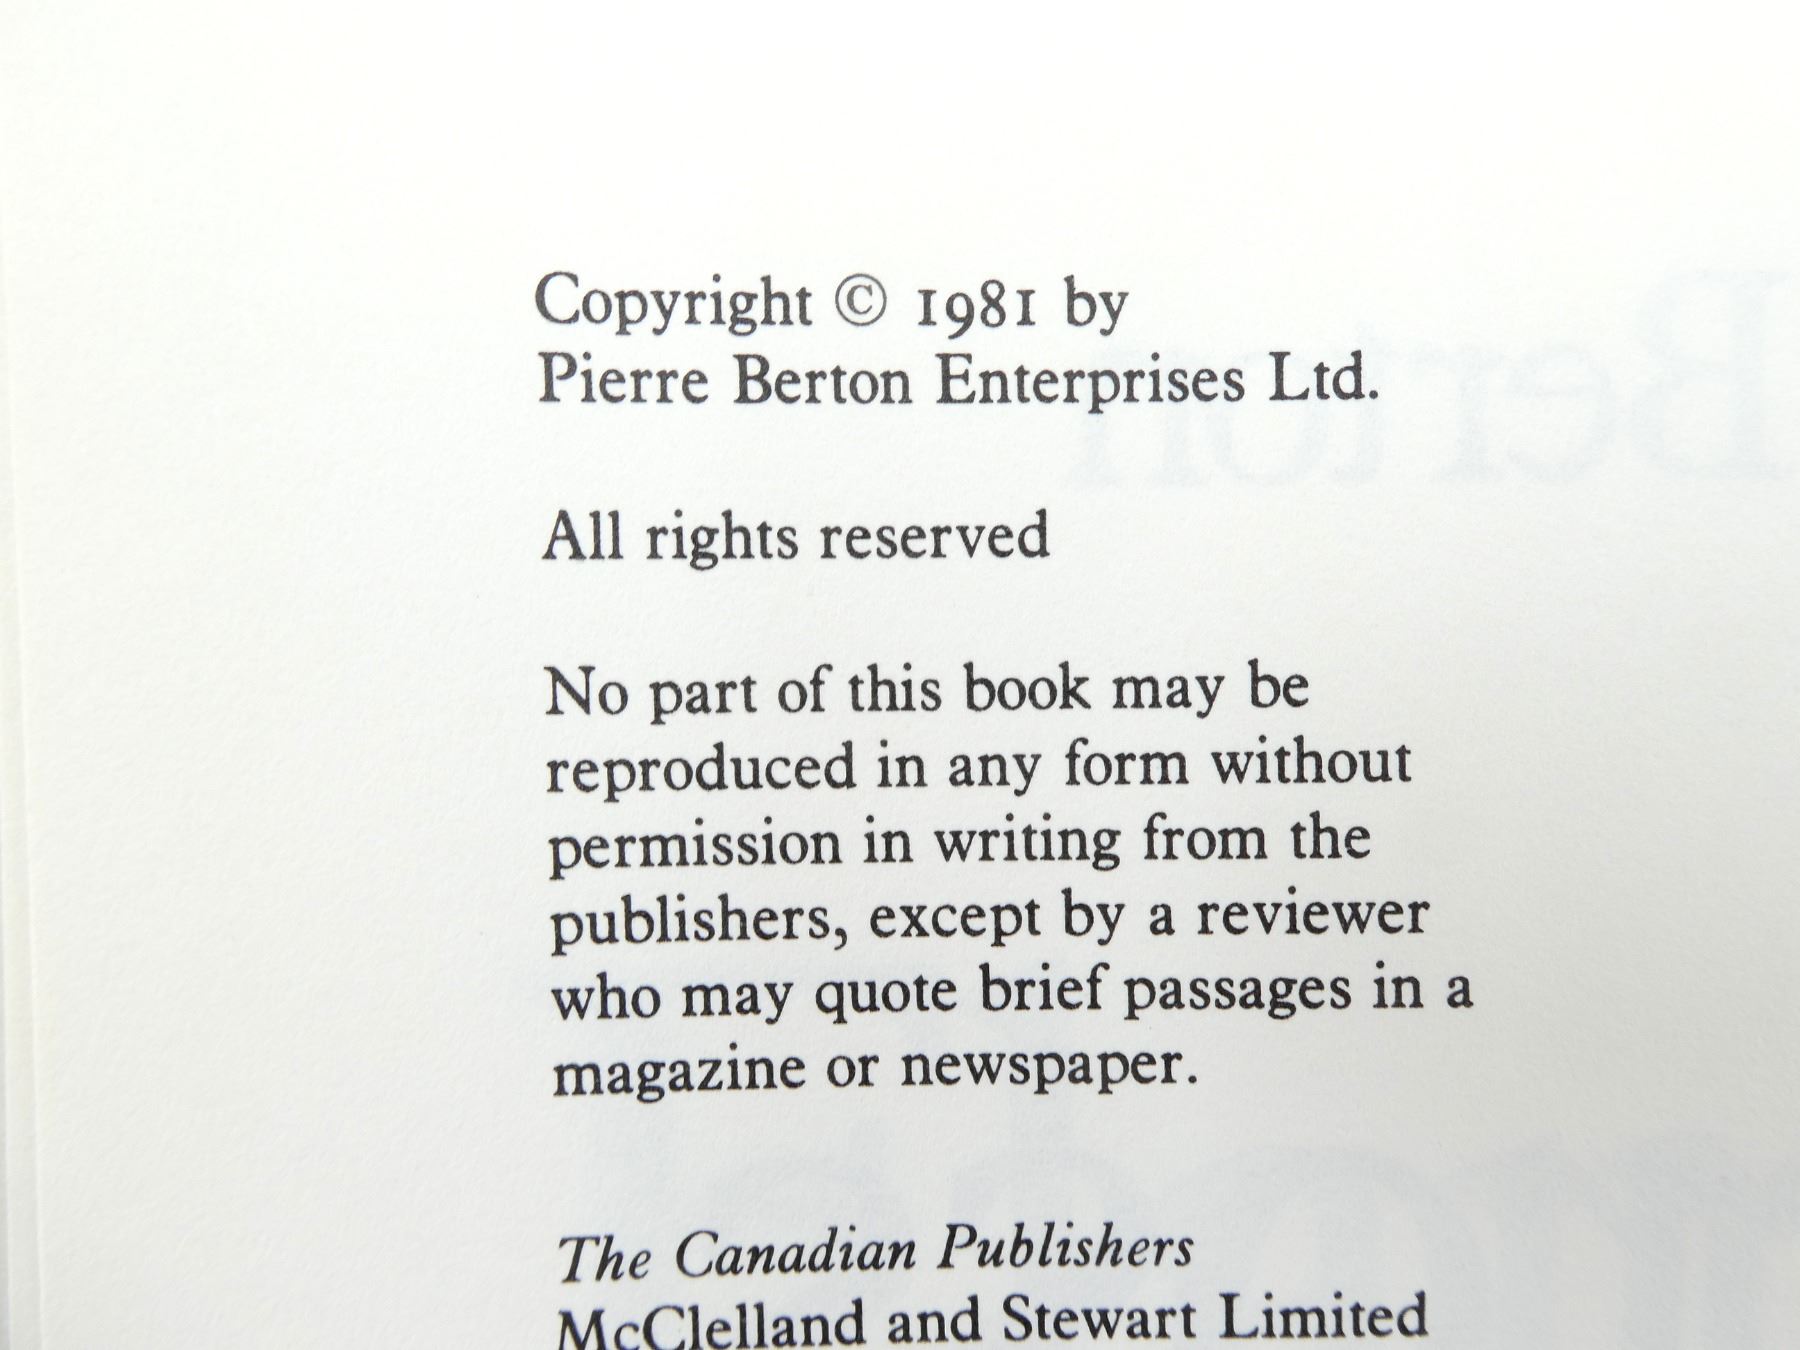 Copyright © 1981 by
Pierre Berton Enterprises Ltd.
All rights reserved
No part of this book may be
reproduced in any form without
permission in writing from the
publishers, except by a reviewer
who may quote brief passages in a
magazine or newspaper.
The Canadian Publishers
McClelland and Stewart Limited